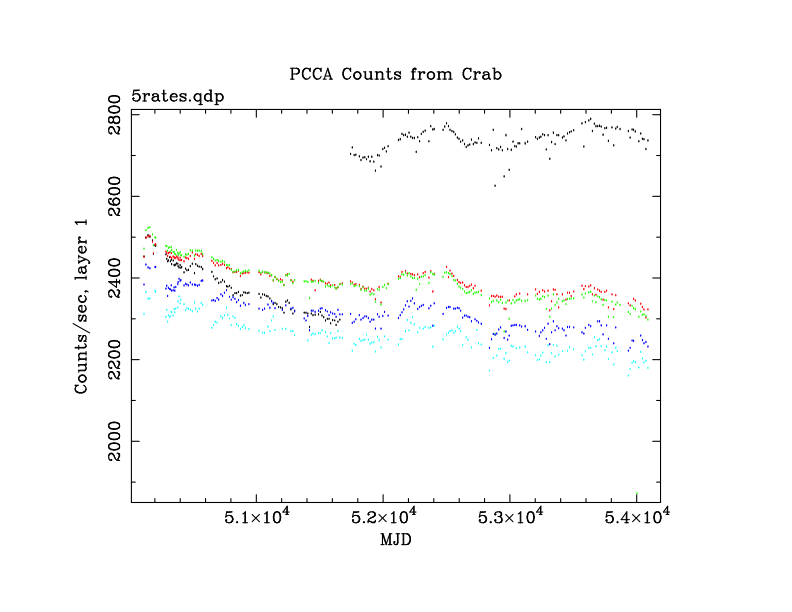 PCCA Counts from Crab
5rates.qdp
2800
2600
2400
2200
2000
Counts/sec, layer 1
5.1×10⁴ 5.2×10⁴ 5.3×10⁴ 5.4×10⁴
MJD